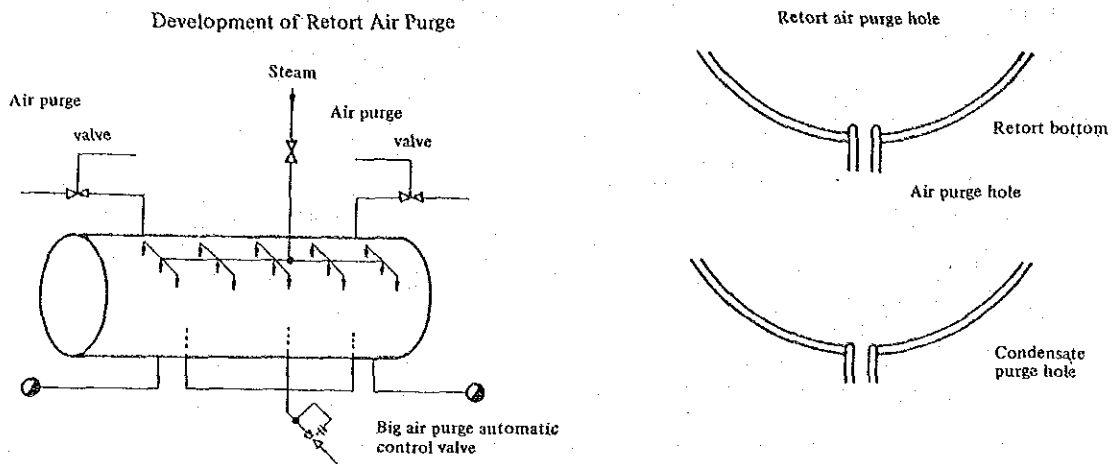 Development of Retort Air Purge
Steam
Air purge
valve
Air purge
valve
Big air purge automatic
control valve
Retort air purge hole
Retort bottom
Air purge hole
Condensate
purge hole